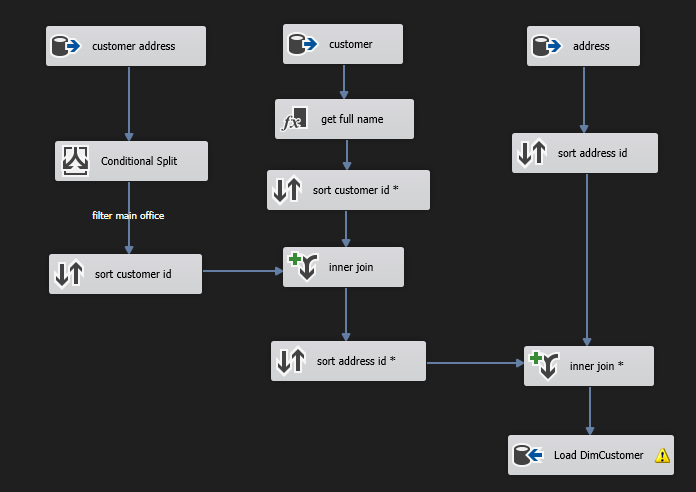 customer address
customer
address
get full name
Conditional Split
sort address id
sort customer id *
filter main office
sort customer id
inner join
sort address id *
inner join *
Load DimCustomer